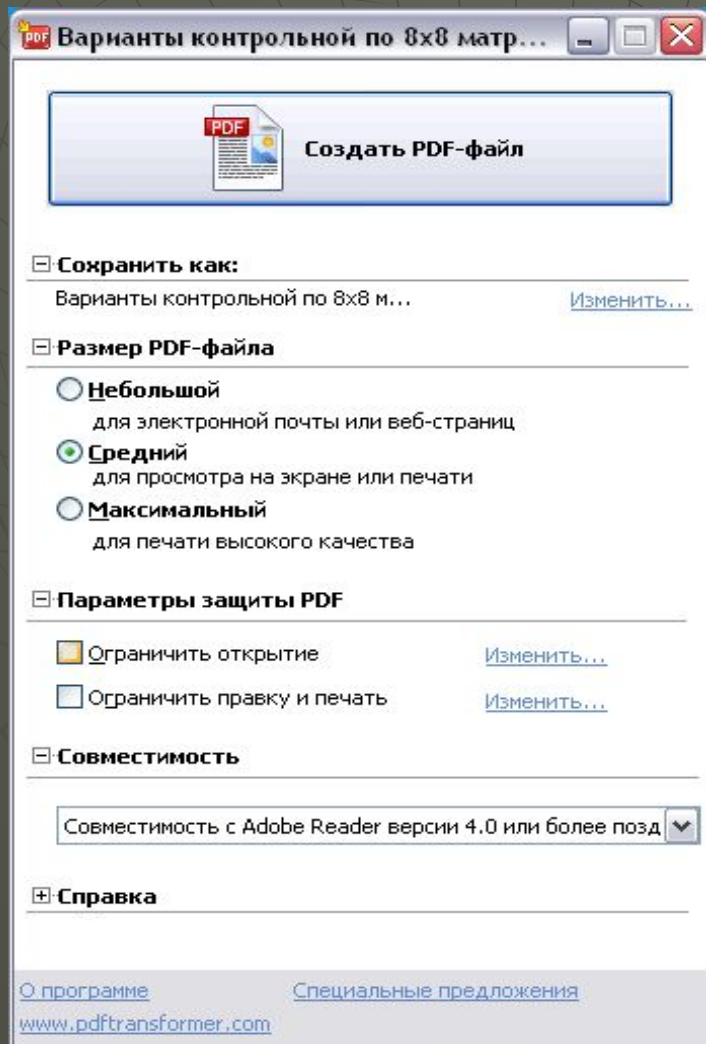 PDF Варианты контрольной по 8x8 матр...
PDF Создать PDF-файл
Сохранить как:
Варианты контрольной по 8x8 м... Изменить...
Размер PDF-файла
Небольшой
для электронной почты или веб-страниц
Средний
для просмотра на экране или печати
Максимальный
для печати высокого качества
Параметры защиты PDF
Ограничить открытие Изменить...
Ограничить правку и печать Изменить...
Совместимость
Совместимость с Adobe Reader версии 4.0 или более позд
Справка
О программе Специальные предложения
www.pdftransformer.com